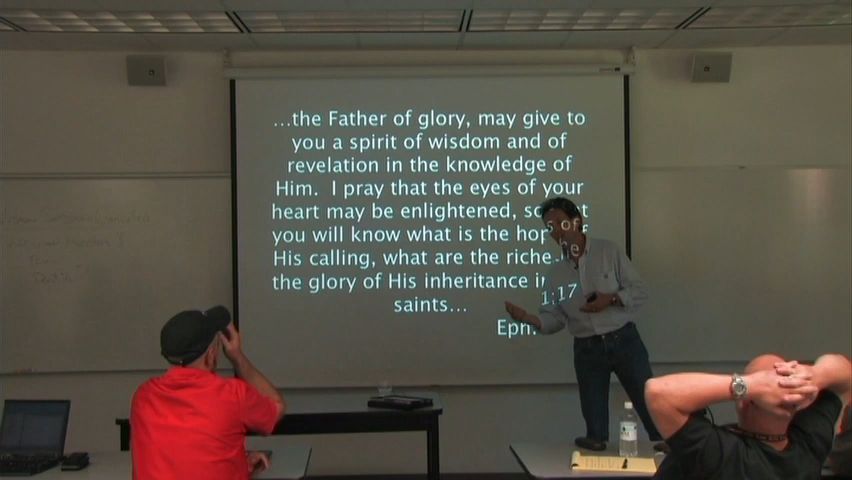 ...the Father of glory, may give to
you a spirit of wisdom and of
revelation in the knowledge of
Him. I pray that the eyes of your
heart may be enlightened, so
you will know what is the
His calling, what are the
the glory of His inheritance in
saints...
Eph. 1:17